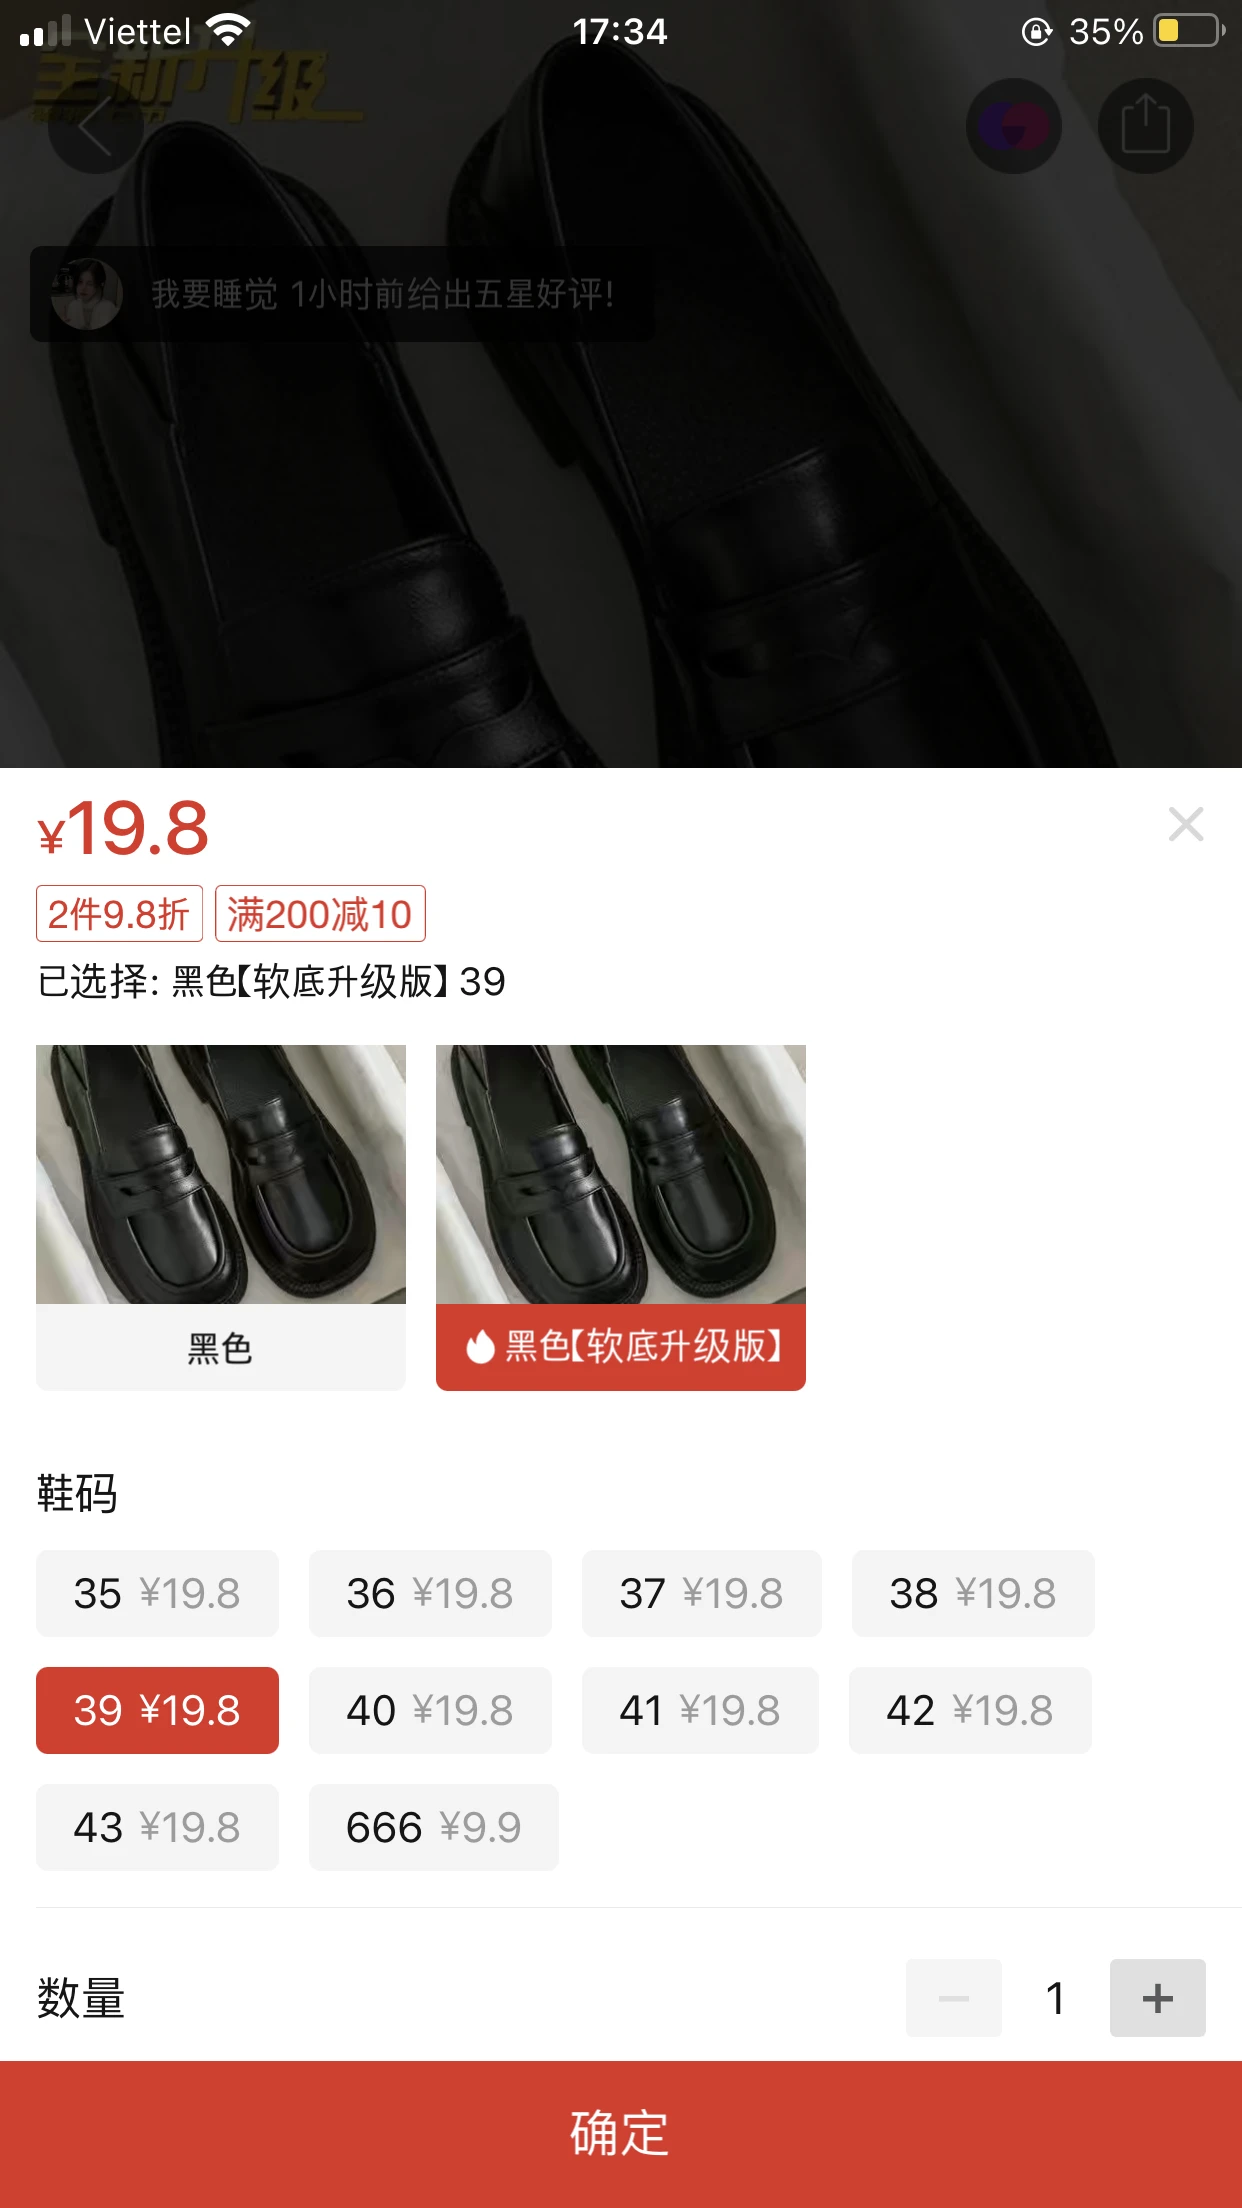 Viettel 17:34 35%
全新升级
我要睡觉 1小时前给出五星好评!
¥19.8
2件9.8折 满200减10
已选择: 黑色【软底升级版】 39
黑色 黑色【软底升级版】
鞋码
35 ¥19.8 36 ¥19.8 37 ¥19.8 38 ¥19.8
39 ¥19.8 40 ¥19.8 41 ¥19.8 42 ¥19.8
43 ¥19.8 666 ¥9.9
数量 1
确定